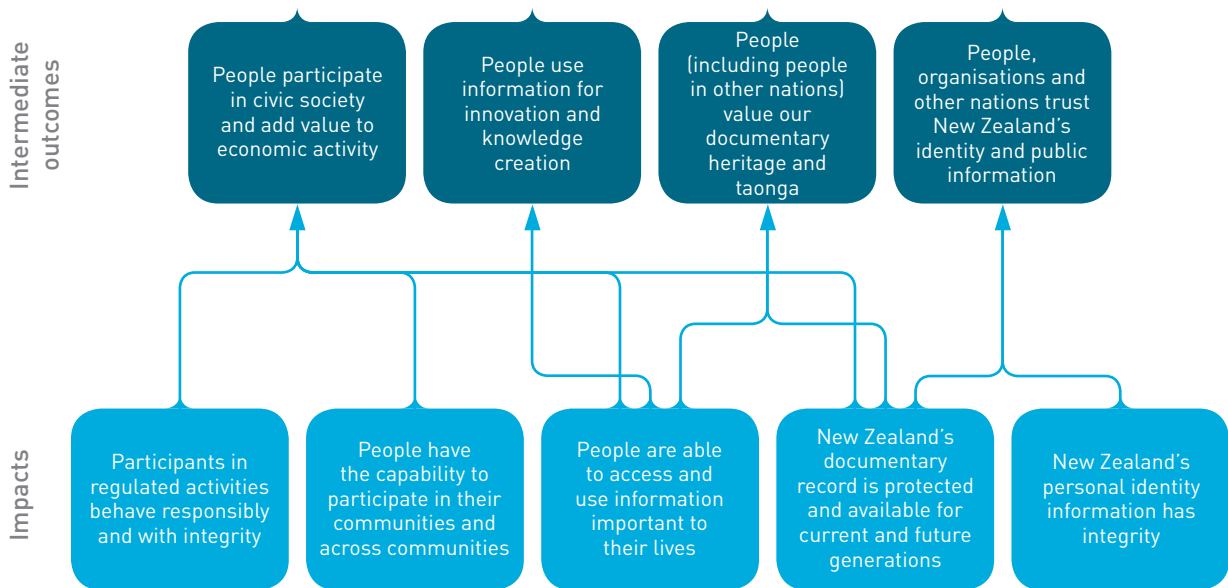 Intermediate
outcomes
People participate
in civic society
and add value to
economic activity
People use
information for
innovation and
knowledge
creation
People
(including people
in other nations)
value our
documentary
heritage and
taonga
People,
organisations and
other nations trust
New Zealand’s
identity and public
information
Impacts
Participants in
regulated activities
behave responsibly
and with integrity
People have
the capability to
participate in their
communities and
across communities
People are able
to access and
use information
important to
their lives
New Zealand’s
documentary
record is protected
and available for
current and future
generations
New Zealand’s
personal identity
information has
integrity